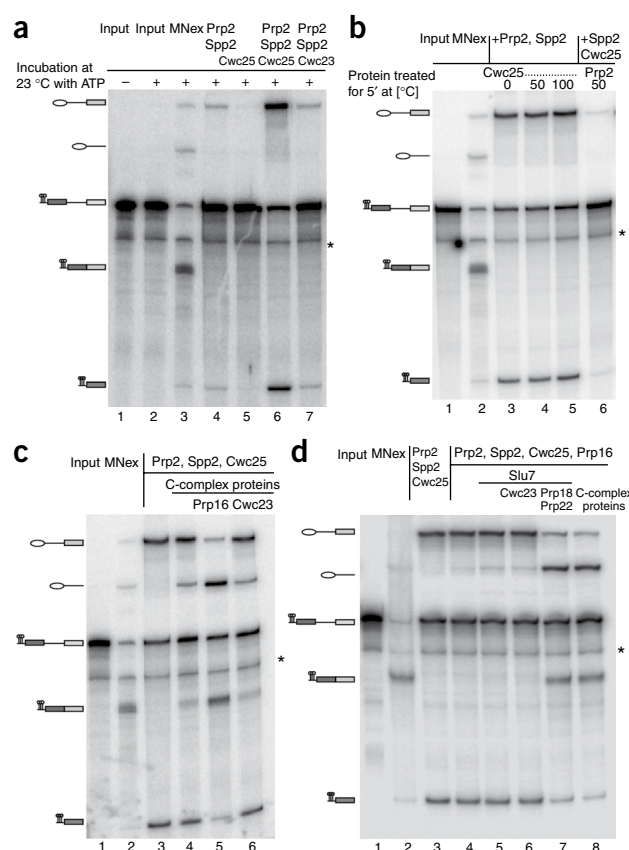 a
Input Input MNex Prp2 Prp2 Prp2
Spp2 Spp2 Spp2
Cwc25 Cwc25 Cwc23
Incubation at
23 °C with ATP – + + + + + +
*
1 2 3 4 5 6 7
b
Input MNex +Prp2, Spp2 +Spp2
Cwc25
Protein treated Cwc25.................. Prp2
for 5′ at [°C] 0 50 100 50
*
1 2 3 4 5 6
c
Input MNex Prp2, Spp2, Cwc25
C-complex proteins
Prp16 Cwc23
*
1 2 3 4 5 6
d
Input MNex Prp2 Prp2, Spp2, Cwc25, Prp16
Spp2 Slu7
Cwc25 Cwc23 Prp18 C-complex
Prp22 proteins
*
1 2 3 4 5 6 7 8